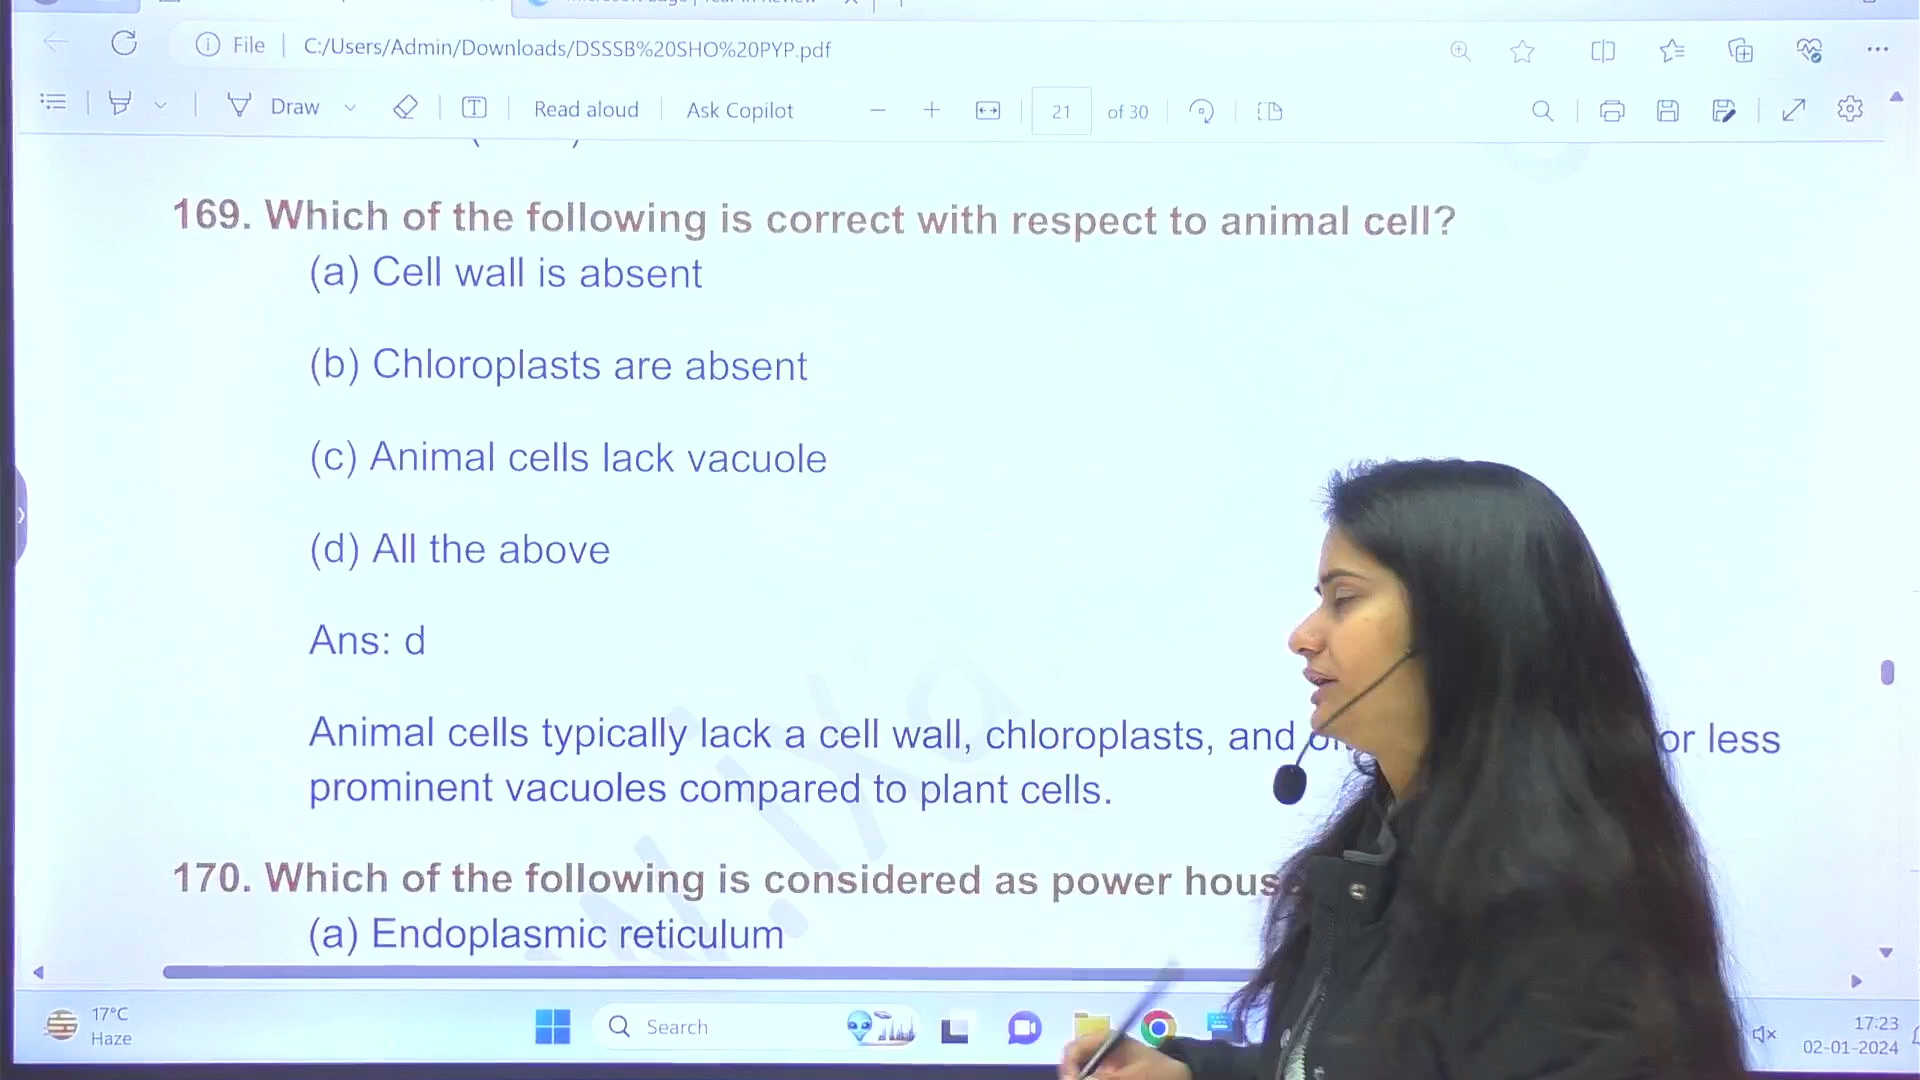 File
C:/Users/Admin/Downloads/DSSSB%20SHO%20PYP.pdf
Draw
Read aloud
Ask Copilot
21 of 30
169. Which of the following is correct with respect to animal cell?
(a) Cell wall is absent
(b) Chloroplasts are absent
(c) Animal cells lack vacuole
(d) All the above
Ans: d
Animal cells typically lack a cell wall, chloroplasts, and or less
prominent vacuoles compared to plant cells.
170. Which of the following is considered as power
(a) Endoplasmic reticulum
17°C
Haze
Search
17:23
02-01-2024